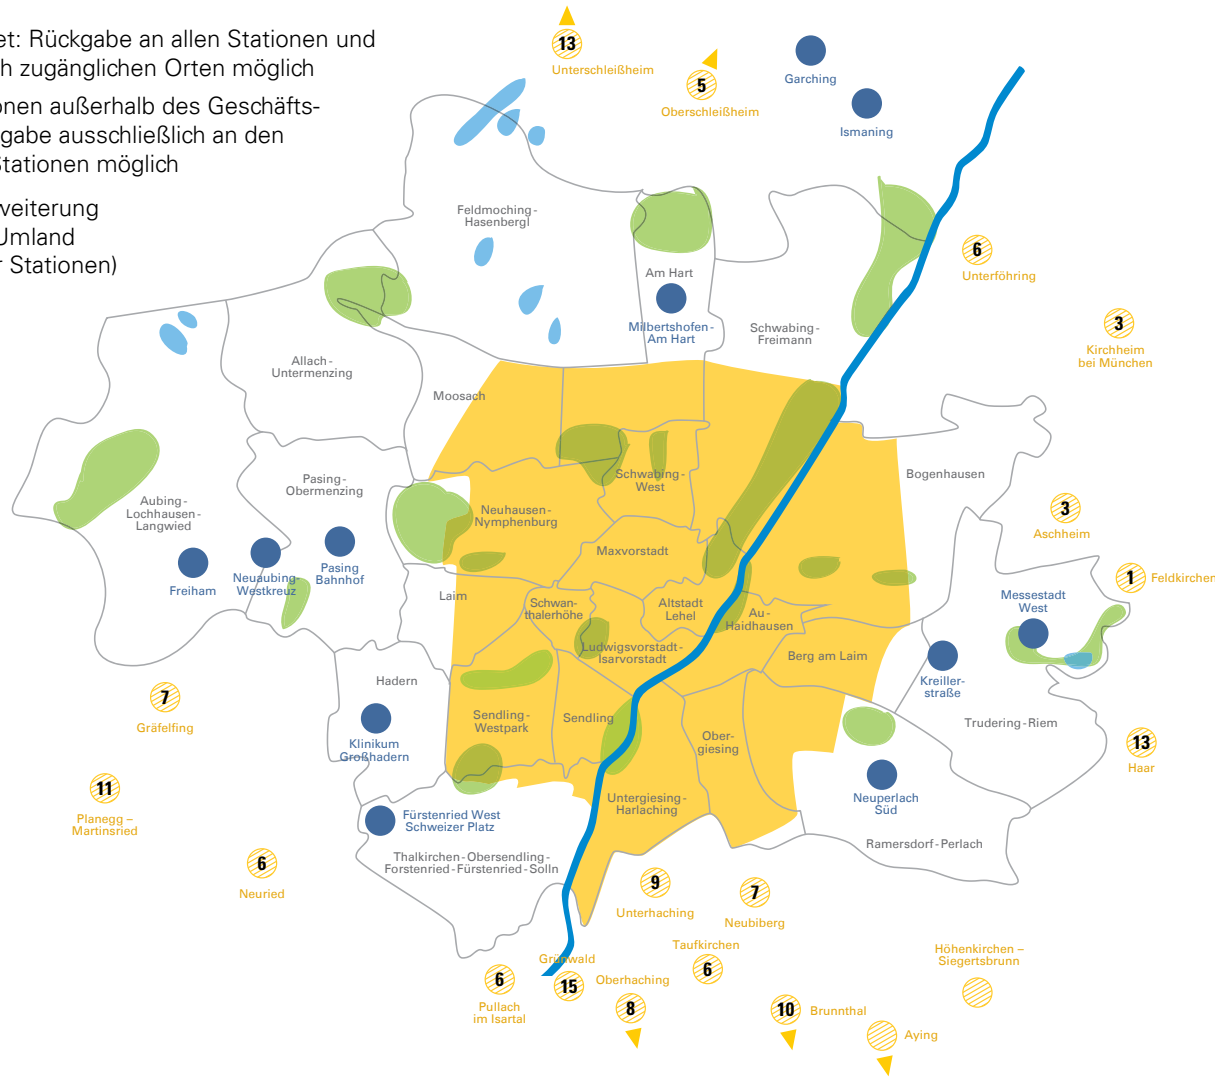 et: Rückgabe an allen Stationen und
h zugänglichen Orten möglich
onen außerhalb des Geschäfts-
gabe ausschließlich an den
Stationen möglich
weiterung
Umland
r Stationen)
13
Unterschleißheim
5
Oberschleißheim
Garching
Ismaning
Feldmoching-
Hasenbergl
Am Hart
Milbertshofen-
Am Hart
Schwabing-
Freimann
6
Unterföhring
3
Kirchheim
bei München
Allach-
Untermenzing
Moosach
Pasing-
Obermenzing
Aubing-
Lochhausen-
Langwied
Schwabing-
West
Neuhausen-
Nymphenburg
Maxvorstadt
Bogenhausen
3
Aschheim
1
Feldkirchen
Freiham
Neuaubing-
Westkreuz
Pasing
Bahnhof
Laim
Schwan-
thalerhöhe
Altstadt
Lehel
Au-
Haidhausen
Messestadt
West
Ludwigsvorstadt-
Isarvorstadt
Berg am Laim
Kreiller-
straße
Hadern
7
Gräfelfing
Klinikum
Großhadern
Sendling-
Westpark
Sendling
Ober-
giesing
Trudering-Riem
13
Haar
11
Planegg –
Martinsried
Fürstenried West
Schweizer Platz
Untergiesing-
Harlaching
Neuperlach
Süd
Ramersdorf-Perlach
Thalkirchen-Obersendling-
Forstenried-Fürstenried-Solln
6
Neuried
9
Unterhaching
7
Neubiberg
Taufkirchen
6
Höhenkirchen –
Siegertsbrunn
6
Pullach
im Isartal
Grünwald
15
Oberhaching
8
10
Brunnthal
Aying